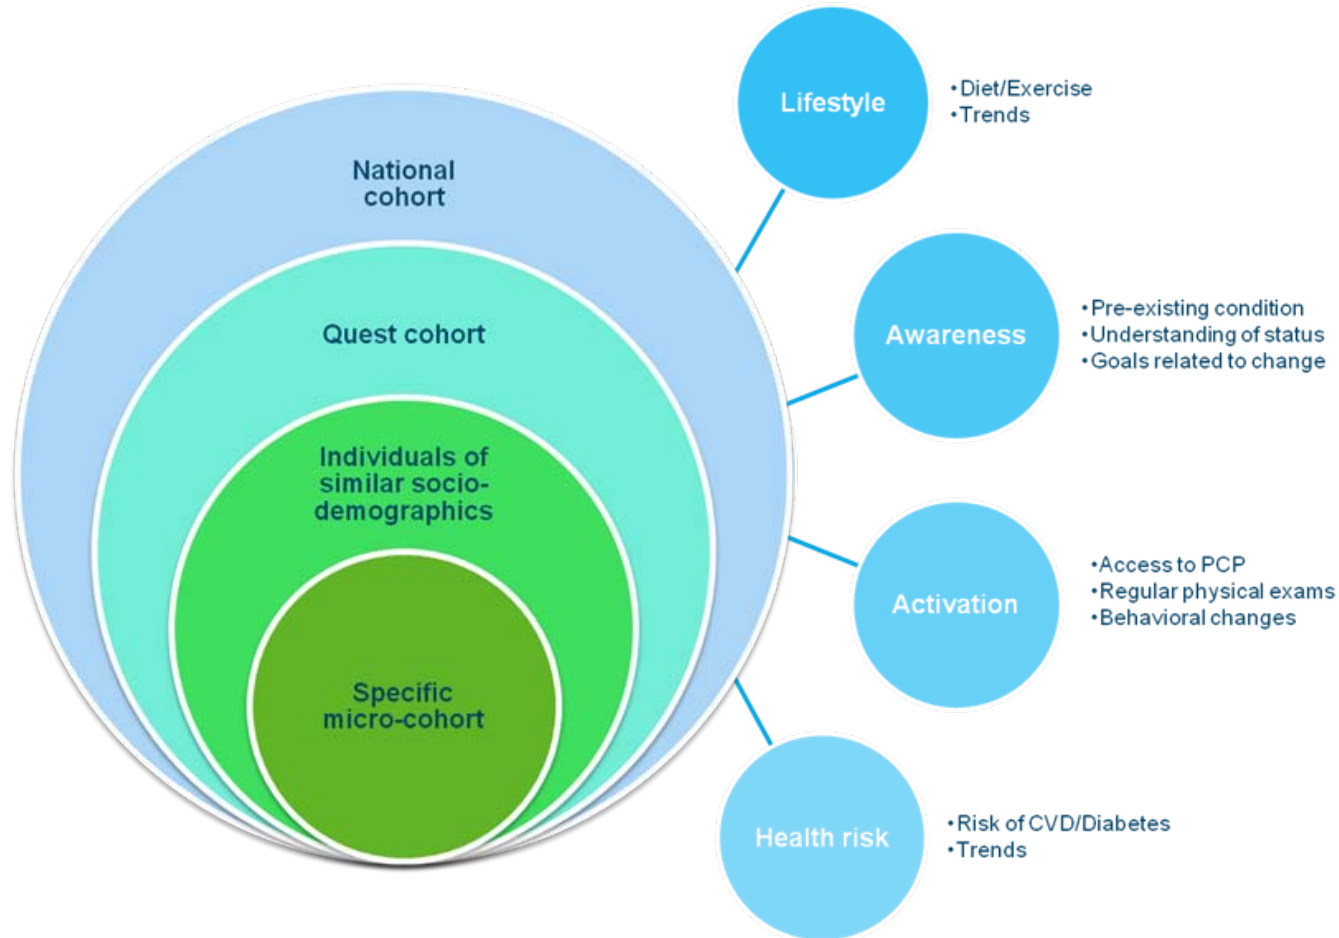 National
cohort
Quest cohort
Individuals of
similar socio-
demographics
Specific
micro-cohort
Lifestyle
•Diet/Exercise
•Trends
Awareness
•Pre-existing condition
•Understanding of status
•Goals related to change
Activation
•Access to PCP
•Regular physical exams
•Behavioral changes
Health risk
•Risk of CVD/Diabetes
•Trends